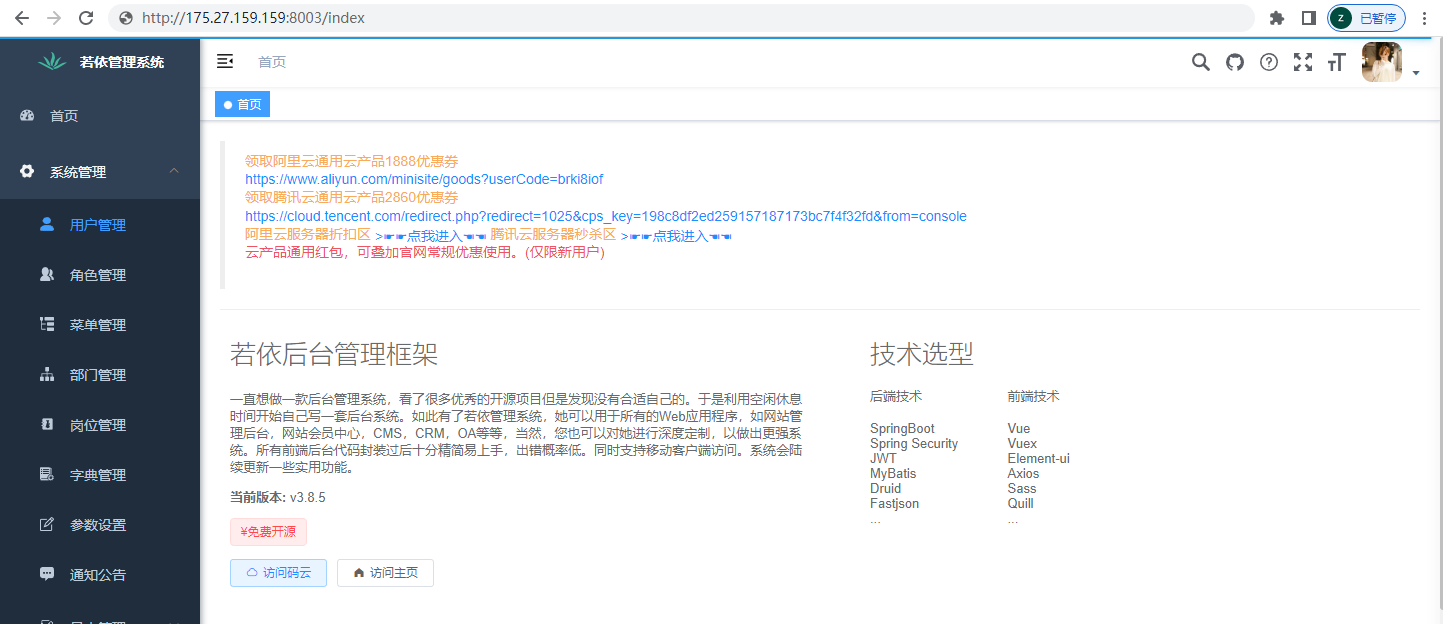 http://175.27.159.159:8003/index
Z
已暂停
若依管理系统
首页
首页
首页
系统管理
用户管理
角色管理
菜单管理
部门管理
岗位管理
字典管理
参数设置
通知公告
领取阿里云通用云产品1888优惠券
https://www.aliyun.com/minisite/goods?userCode=brki8iof
领取腾讯云通用云产品2860优惠券
https://cloud.tencent.com/redirect.php?redirect=1025&cps_key=198c8df2ed259157187173bc7f4f32fd&from=console
阿里云服务器折扣区 >☛☛点我进入☚☚ 腾讯云服务器秒杀区 >☛☛点我进入☚☚
云产品通用红包，可叠加官网常规优惠使用。(仅限新用户)
若依后台管理框架
一直想做一款后台管理系统，看了很多优秀的开源项目但是发现没有合适自己的。于是利用空闲休息
时间开始自己写一套后台系统。如此有了若依管理系统，她可以用于所有的Web应用程序，如网站管
理后台，网站会员中心，CMS，CRM，OA等等，当然，您也可以对她进行深度定制，以做出更强系
统。所有前端后台代码封装过后十分精简易上手，出错概率低。同时支持移动客户端访问。系统会陆
续更新一些实用功能。
当前版本: v3.8.5
¥免费开源
访问码云
访问主页
技术选型
后端技术
SpringBoot
Spring Security
JWT
MyBatis
Druid
Fastjson
...
前端技术
Vue
Vuex
Element-ui
Axios
Sass
Quill
...